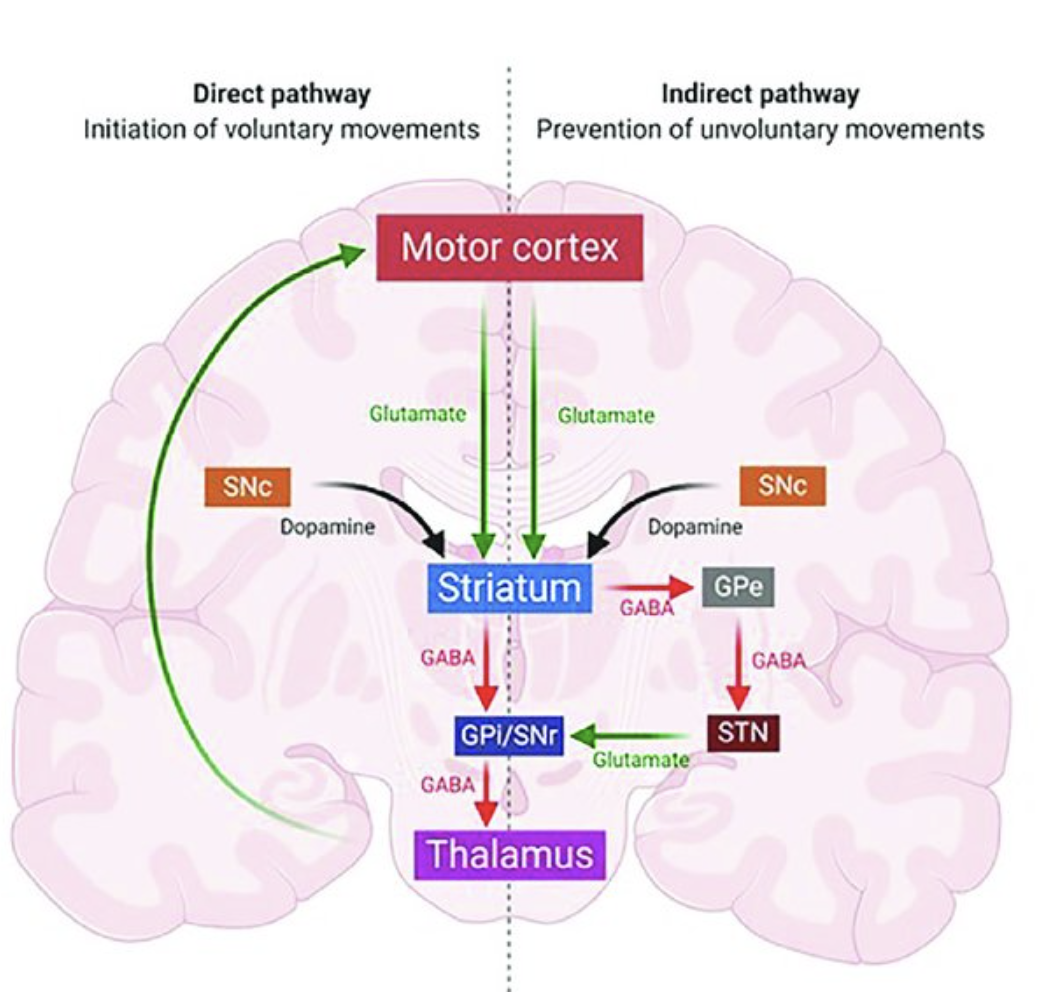 Direct pathway
Initiation of voluntary movements
Indirect pathway
Prevention of unvoluntary movements
Motor cortex
Glutamate
Glutamate
SNc
SNc
Dopamine
Dopamine
Striatum
GABA
GPe
GABA
GABA
GPi/SNr
Glutamate
STN
GABA
Thalamus